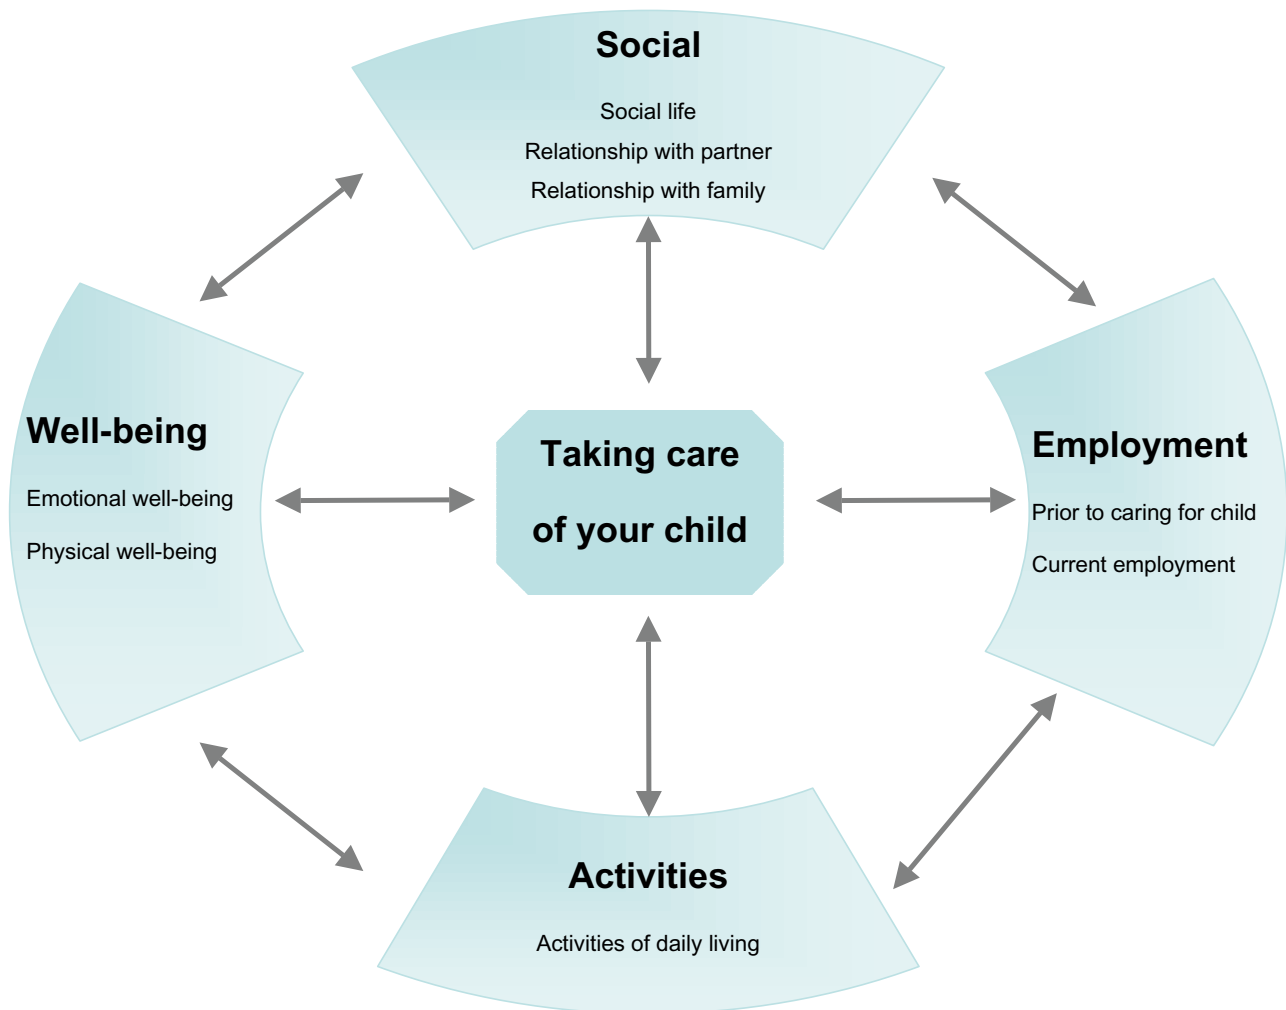 Social
Social life
Relationship with partner
Relationship with family
Well-being
Emotional well-being
Physical well-being
Taking care
of your child
Employment
Prior to caring for child
Current employment
Activities
Activities of daily living